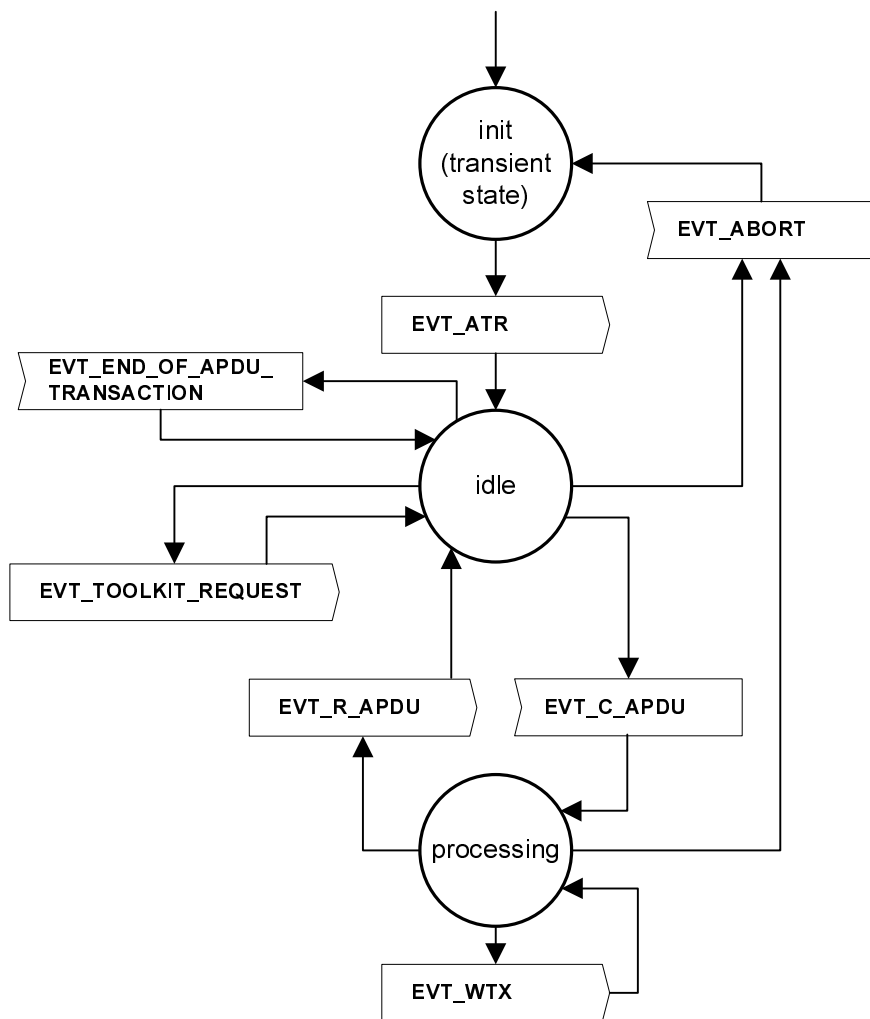 init
(transient
state)
EVT_ABORT
EVT_ATR
EVT_END_OF_APDU_
TRANSACTION
idle
EVT_TOOLKIT_REQUEST
EVT_R_APDU
EVT_C_APDU
processing
EVT_WTX